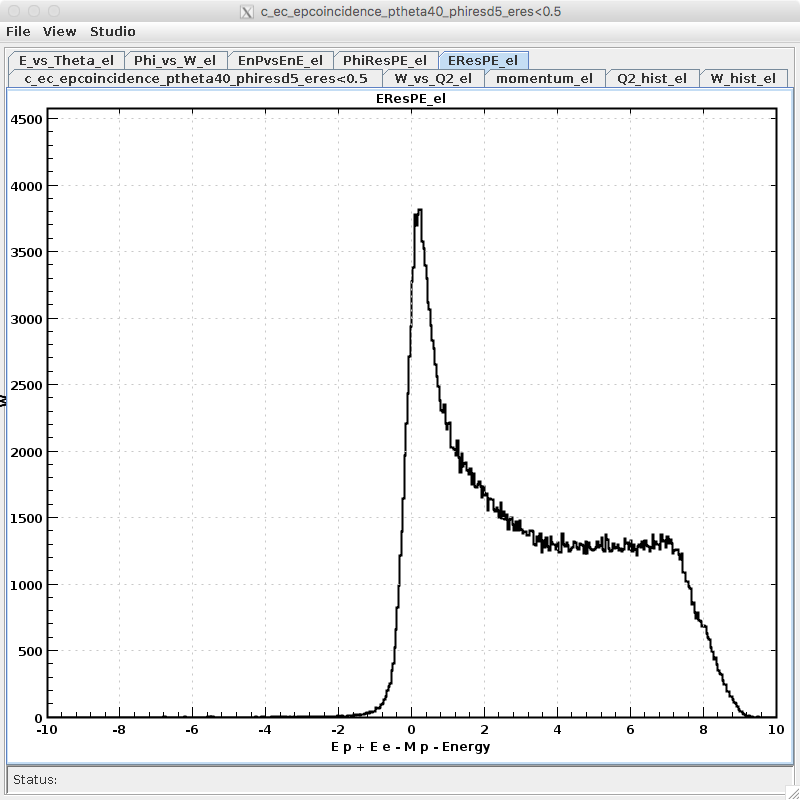 c_ec_epcoincidence_ptheta40_phiresd5_eres<0.5
File View Studio
E_vs_Theta_el Phi_vs_W_el EnPvsEnE_el PhiResPE_el EResPE_el
c_ec_epcoincidence_ptheta40_phiresd5_eres<0.5 W_vs_Q2_el momentum_el Q2_hist_el W_hist_el
EResPE_el
4500
4000
3500
3000
2500
2000
1500
1000
500
0
-10 -8 -6 -4 -2 0 2 4 6 8 10
E p + E e - M p - Energy
Status: